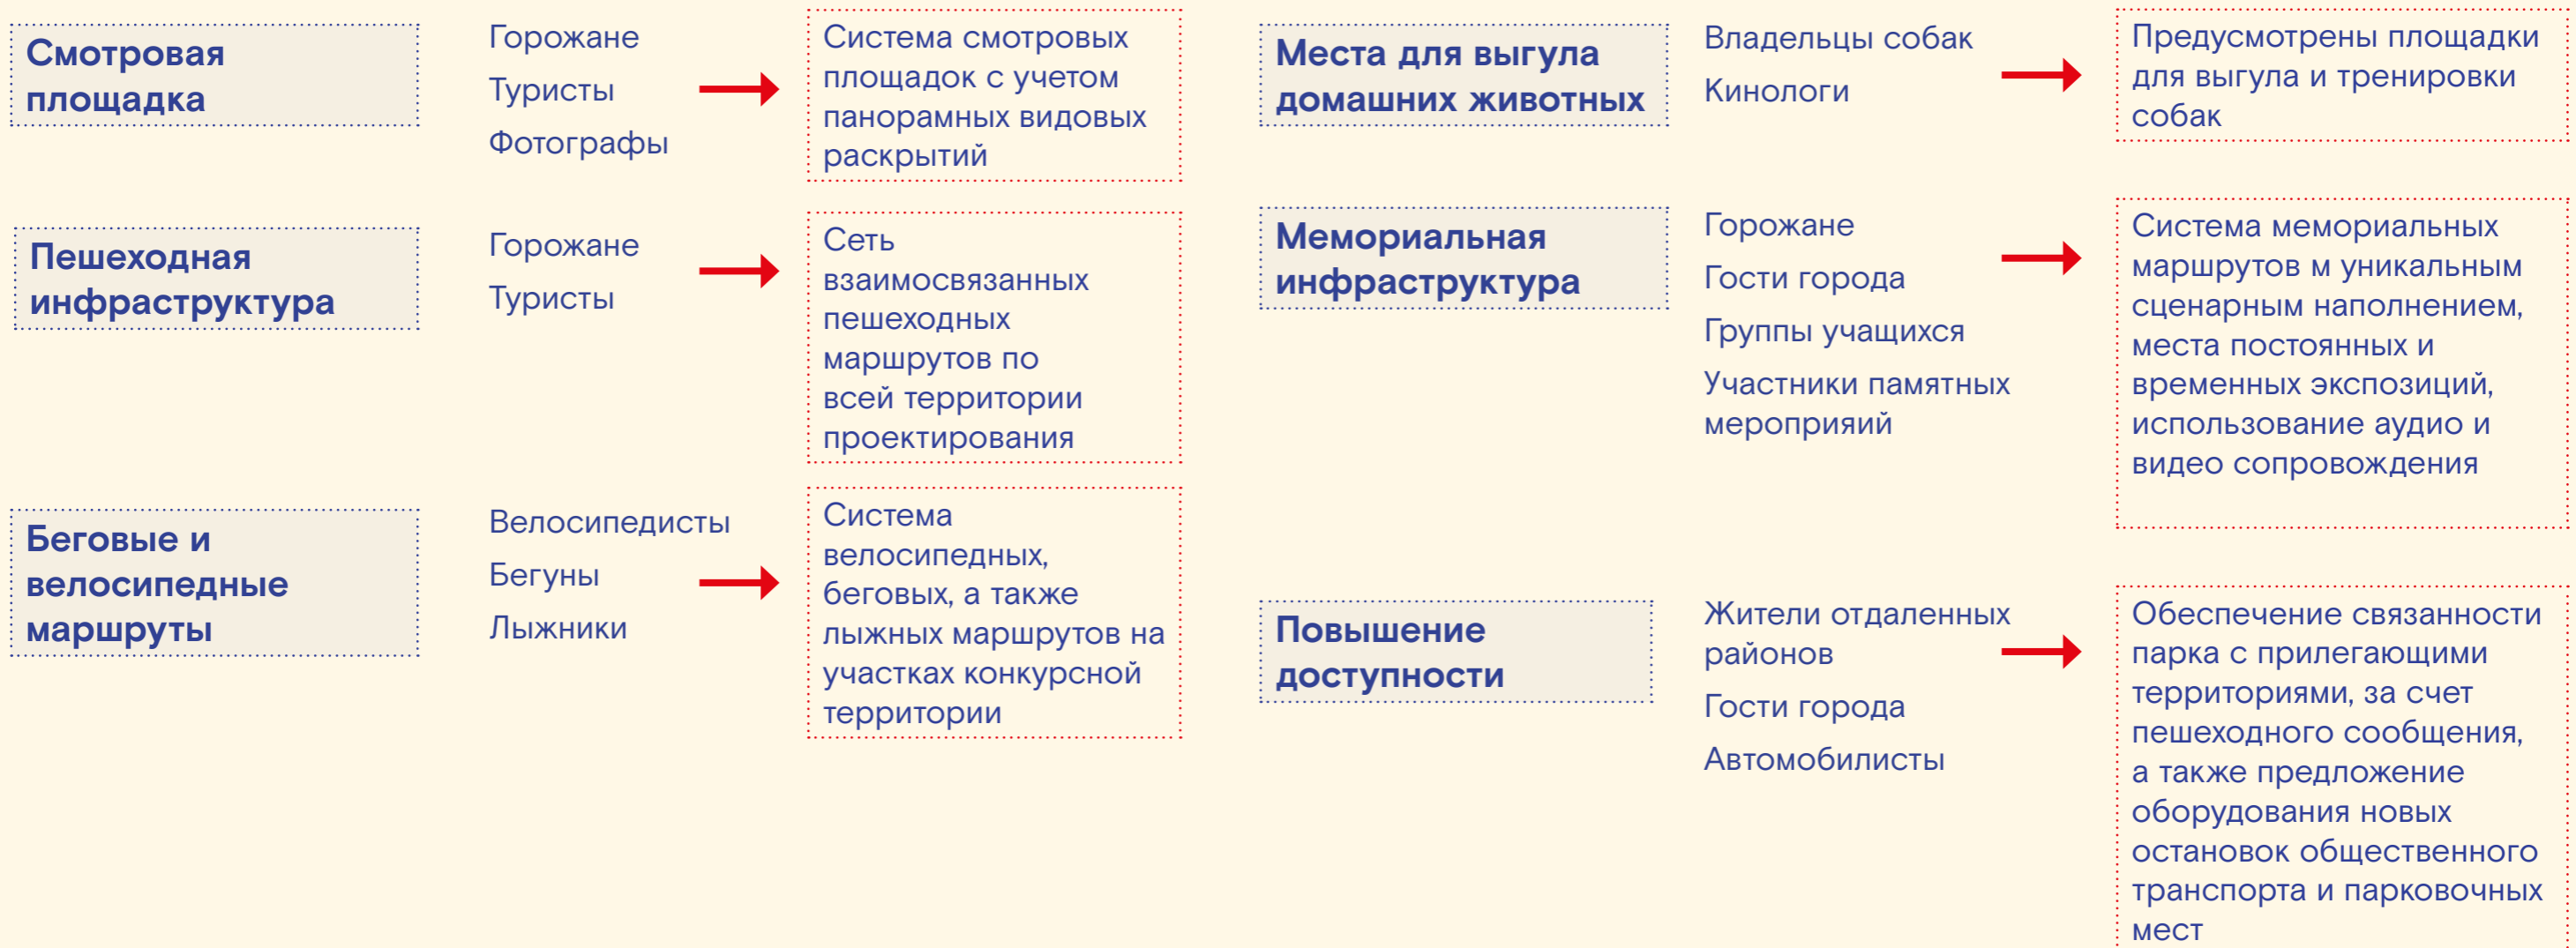 Смотровая
площадка
Горожане
Туристы
Фотографы
Система смотровых
площадок с учетом
панорамных видовых
раскрытий
Пешеходная
инфраструктура
Горожане
Туристы
Сеть
взаимосвязанных
пешеходных
маршрутов по
всей территории
проектирования
Беговые и
велосипедные
маршруты
Велосипедисты
Бегуны
Лыжники
Система
велосипедных,
беговых, а также
лыжных маршрутов на
участках конкурсной
территории
Места для выгула
домашних животных
Владельцы собак
Кинологи
Предусмотрены площадки
для выгула и тренировки
собак
Мемориальная
инфраструктура
Горожане
Гости города
Группы учащихся
Участники памятных
мероприяий
Система мемориальных
маршрутов м уникальным
сценарным наполнением,
места постоянных и
временных экспозиций,
использование аудио и
видео сопровождения
Повышение
доступности
Жители отдаленных
районов
Гости города
Автомобилисты
Обеспечение связанности
парка с прилегающими
территориями, за счет
пешеходного сообщения,
а также предложение
оборудования новых
остановок общественного
транспорта и парковочных
мест